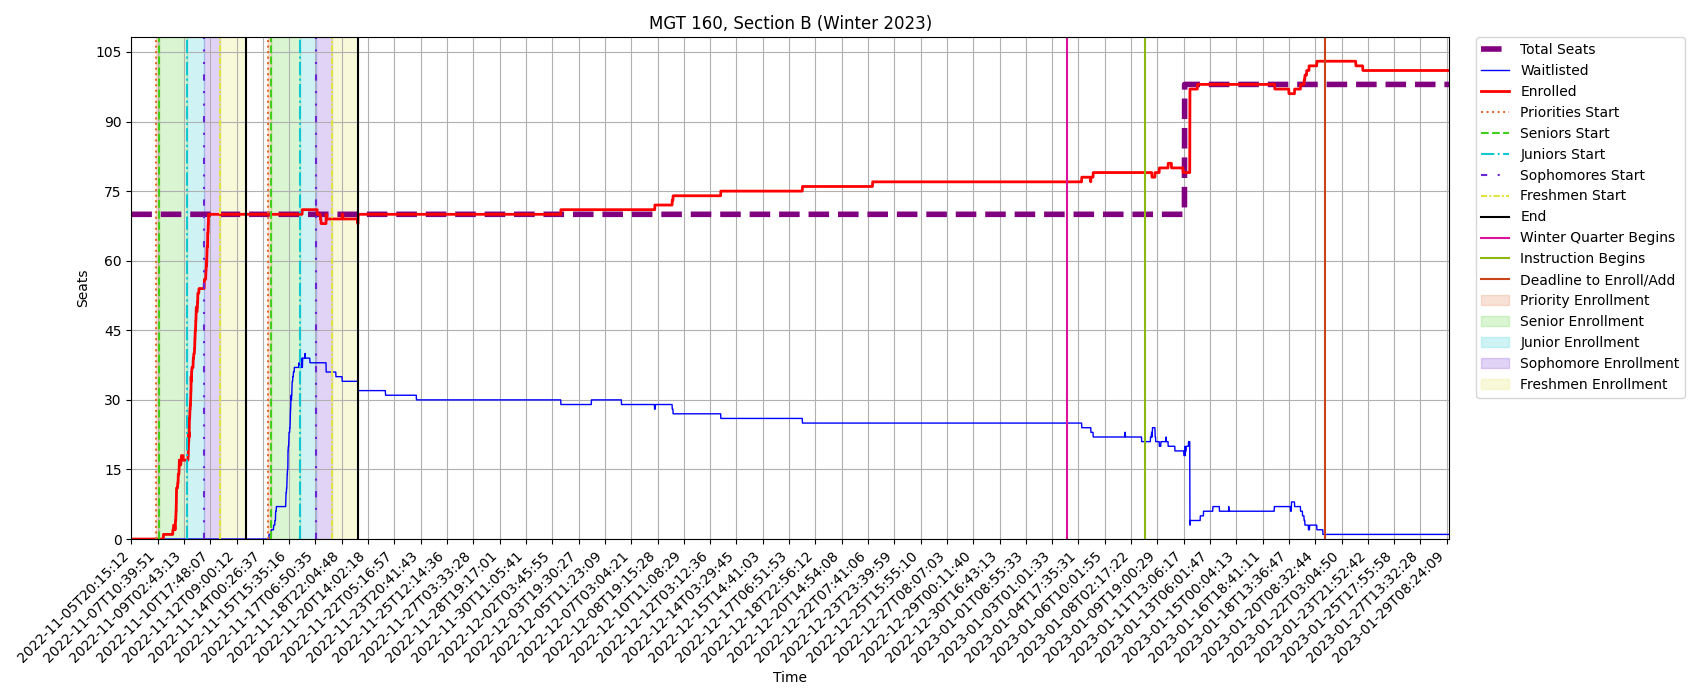 MGT 160, Section B (Winter 2023)
Seats
105
90
75
60
45
30
15
0
2022-11-05T20:15:12
2022-11-07T10:39:51
2022-11-09T02:43:13
2022-11-10T17:48:07
2022-11-12T09:00:12
2022-11-14T00:26:37
2022-11-15T15:35:16
2022-11-17T06:50:35
2022-11-18T22:04:48
2022-11-20T14:02:18
2022-11-22T05:16:57
2022-11-23T20:41:43
2022-11-25T12:14:36
2022-11-27T03:33:28
2022-11-28T19:17:01
2022-11-30T11:05:41
2022-12-02T03:45:55
2022-12-03T19:30:27
2022-12-05T11:23:09
2022-12-07T03:04:21
2022-12-08T19:15:28
2022-12-10T11:08:29
2022-12-12T03:12:36
2022-12-14T03:29:45
2022-12-15T14:41:03
2022-12-17T06:51:53
2022-12-18T22:56:12
2022-12-20T14:54:08
2022-12-22T07:41:06
2022-12-23T23:39:59
2022-12-25T15:55:10
2022-12-27T08:07:03
2022-12-29T00:11:40
2022-12-30T16:43:13
2023-01-01T08:55:33
2023-01-03T01:01:33
2023-01-04T17:35:31
2023-01-06T10:01:55
2023-01-08T02:17:22
2023-01-09T19:00:29
2023-01-11T13:06:17
2023-01-13T06:01:47
2023-01-15T00:04:13
2023-01-16T18:41:11
2023-01-18T13:36:47
2023-01-20T08:32:44
2023-01-22T03:04:50
2023-01-23T21:52:42
2023-01-25T17:55:58
2023-01-27T13:32:28
2023-01-29T08:24:09
Time
Total Seats
Waitlisted
Enrolled
Priorities Start
Seniors Start
Juniors Start
Sophomores Start
Freshmen Start
End
Winter Quarter Begins
Instruction Begins
Deadline to Enroll/Add
Priority Enrollment
Senior Enrollment
Junior Enrollment
Sophomore Enrollment
Freshmen Enrollment